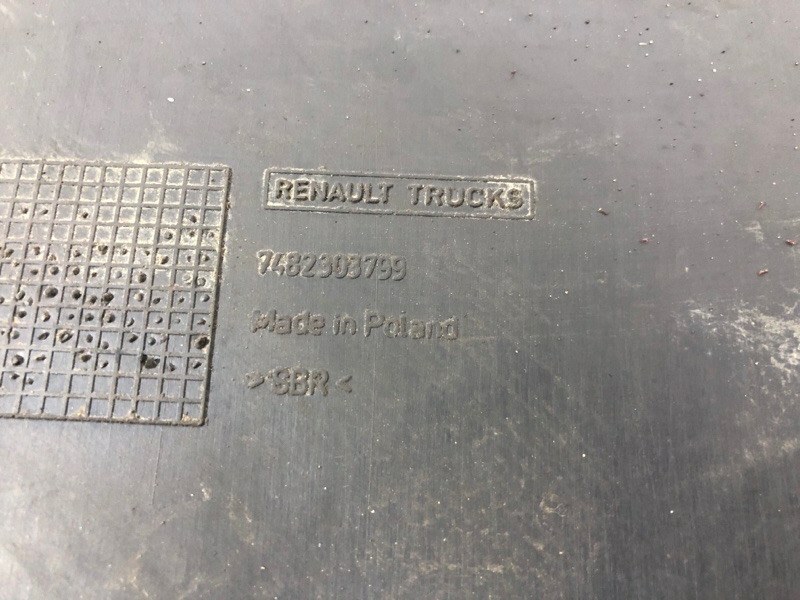 RENAULT TRUCKS
7482303799
Made in Poland
>SBR<